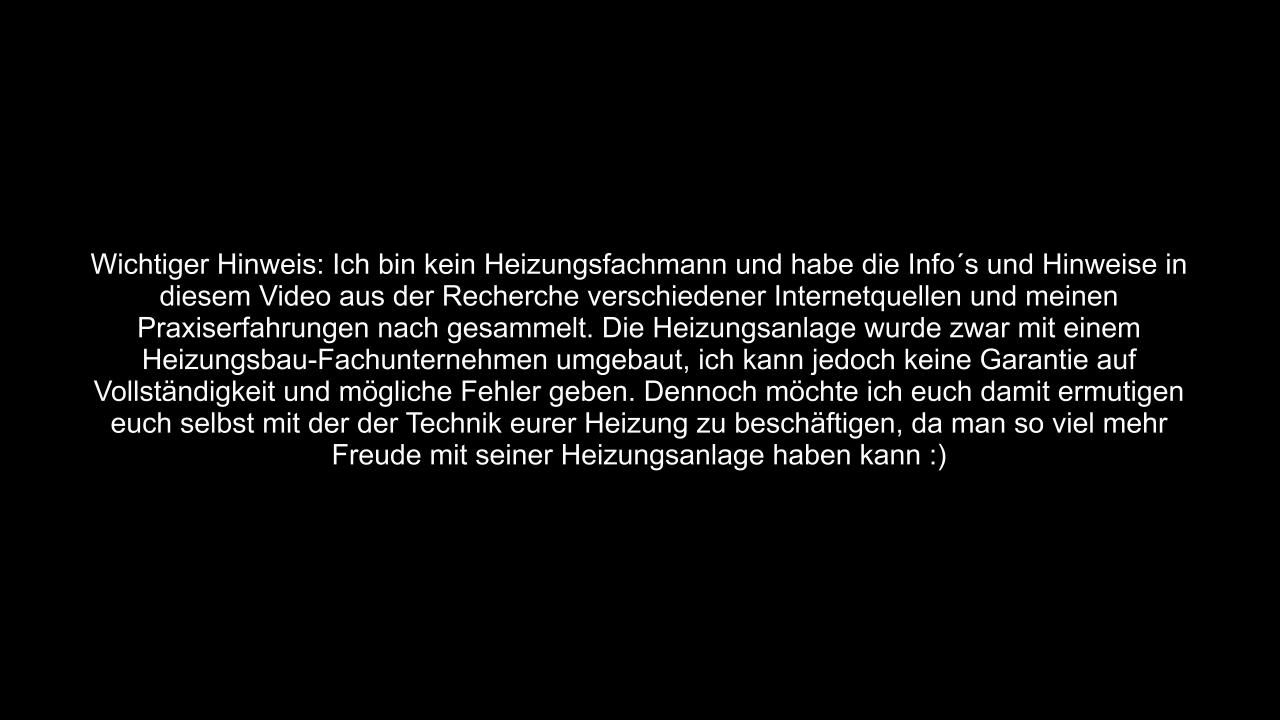 Wichtiger Hinweis: Ich bin kein Heizungsfachmann und habe die Info´s und Hinweise in
diesem Video aus der Recherche verschiedener Internetquellen und meinen
Praxiserfahrungen nach gesammelt. Die Heizungsanlage wurde zwar mit einem
Heizungsbau-Fachunternehmen umgebaut, ich kann jedoch keine Garantie auf
Vollständigkeit und mögliche Fehler geben. Dennoch möchte ich euch damit ermutigen
euch selbst mit der der Technik eurer Heizung zu beschäftigen, da man so viel mehr
Freude mit seiner Heizungsanlage haben kann :)